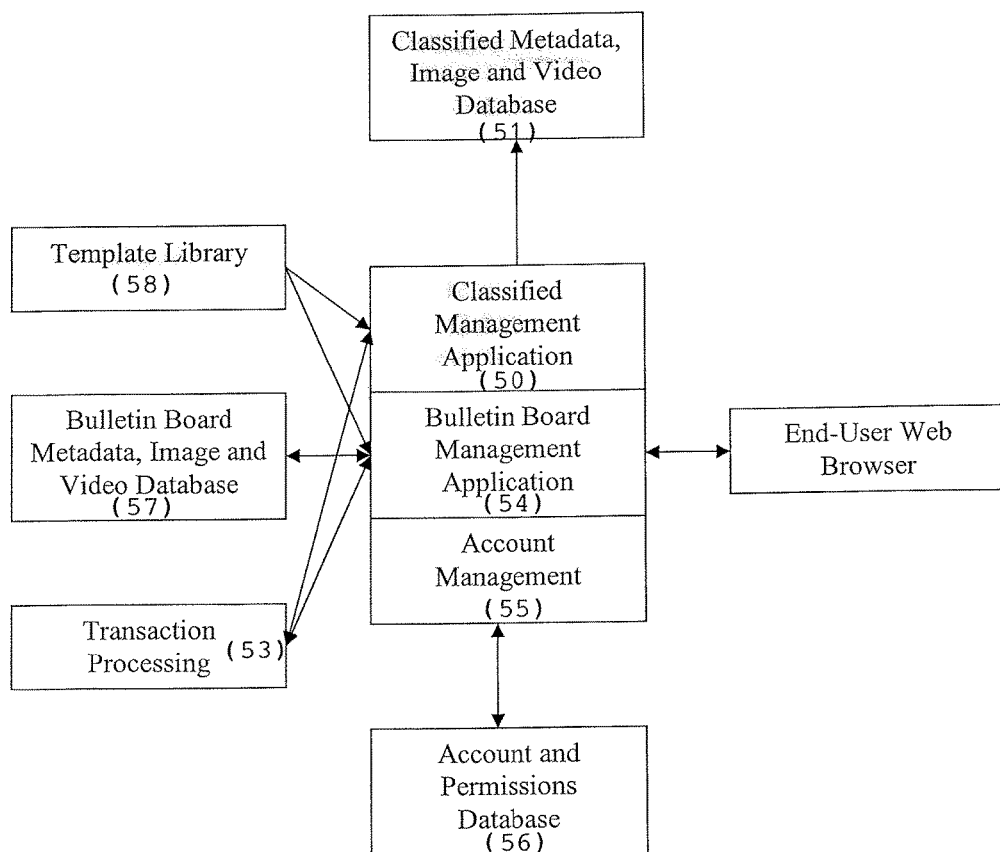 Classified Metadata,
Image and Video
Database
(51)
Template Library
(58)
Classified
Management
Application
(50)
Bulletin Board
Metadata, Image and
Video Database
(57)
Bulletin Board
Management
Application
(54)
End-User Web
Browser
Account
Management
(55)
Transaction
Processing (53)
Account and
Permissions
Database
(56)